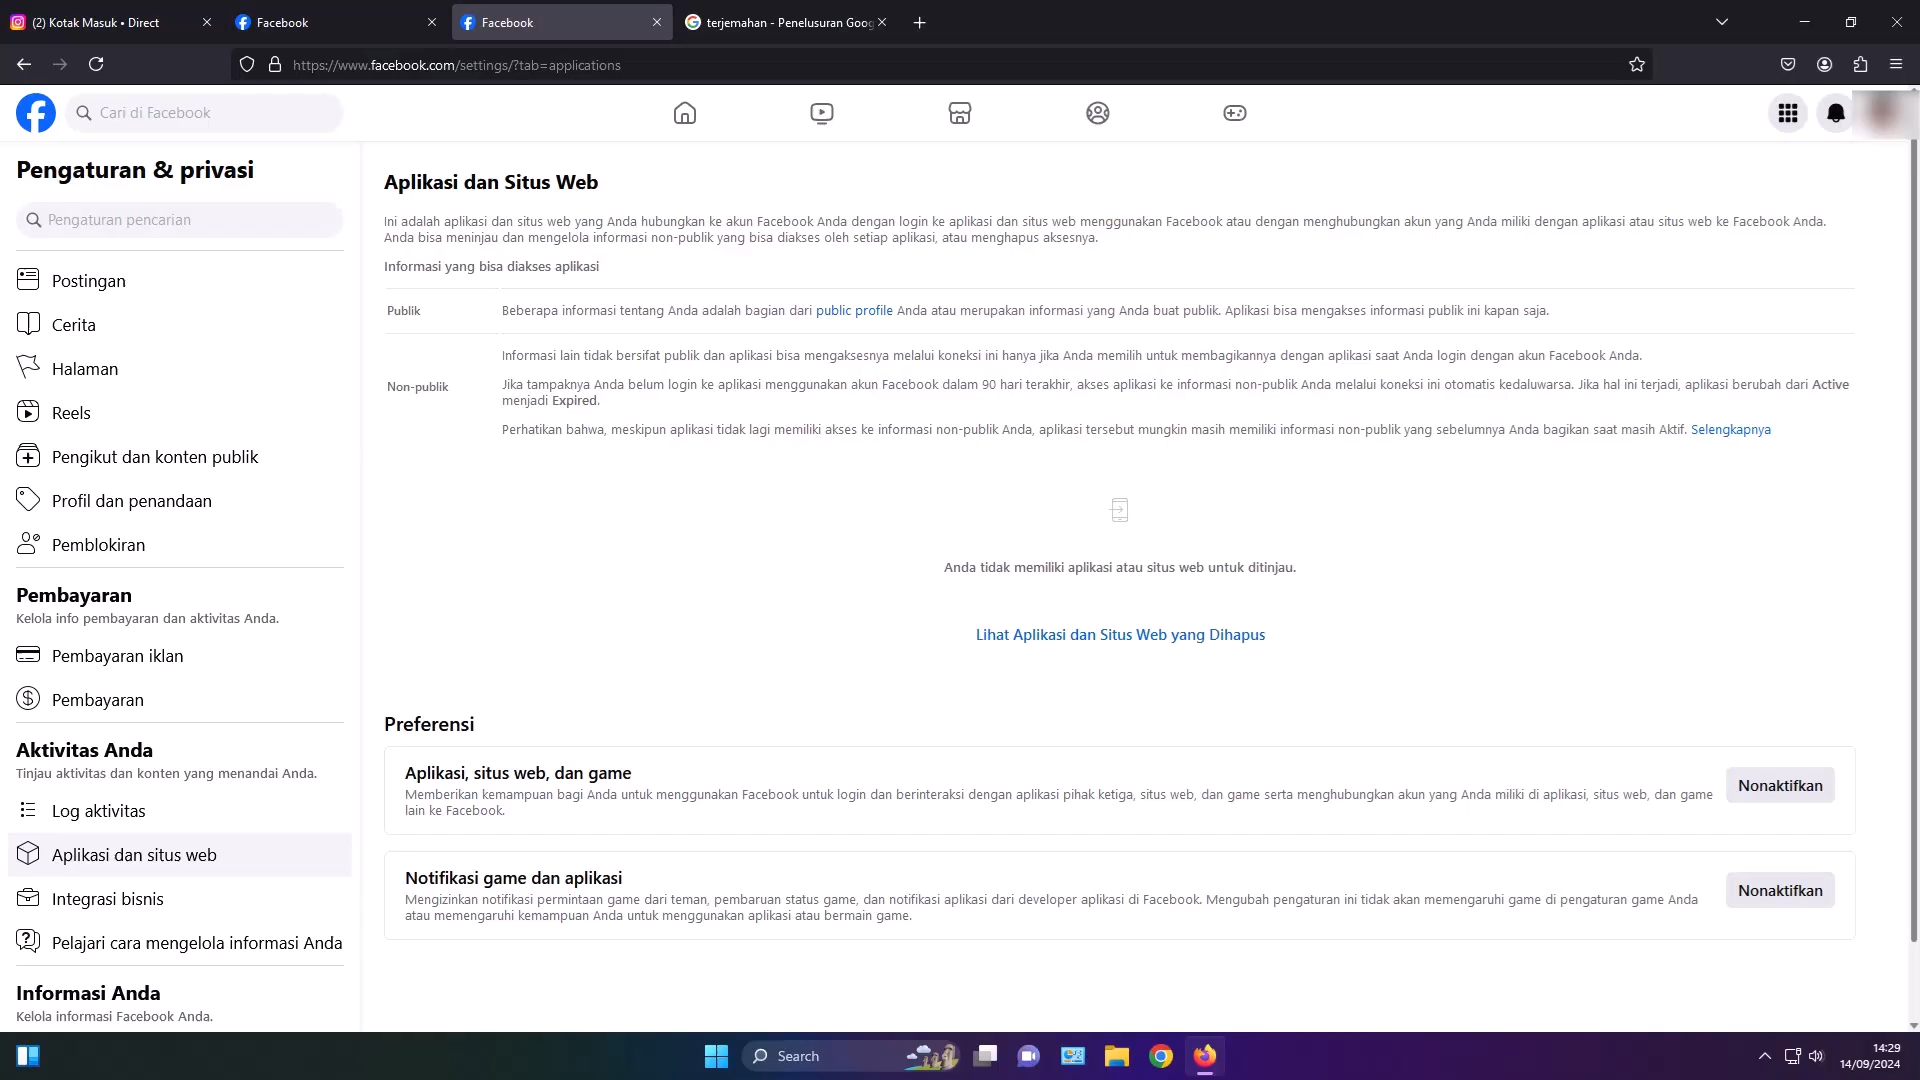 (2) Kotak Masuk • Direct
Facebook
Facebook
terjemahan - Penelusuran Goog
https://www.facebook.com/settings/?tab=applications
Cari di Facebook
Pengaturan & privasi
Pengaturan pencarian
Postingan
Cerita
Halaman
Reels
Pengikut dan konten publik
Profil dan penandaan
Pemblokiran
Pembayaran
Kelola info pembayaran dan aktivitas Anda.
Pembayaran iklan
Pembayaran
Aktivitas Anda
Tinjau aktivitas dan konten yang menandai Anda.
Log aktivitas
Aplikasi dan situs web
Integrasi bisnis
Pelajari cara mengelola informasi Anda
Informasi Anda
Kelola informasi Facebook Anda.
Aplikasi dan Situs Web
Ini adalah aplikasi dan situs web yang Anda hubungkan ke akun Facebook Anda dengan login ke aplikasi dan situs web menggunakan Facebook atau dengan menghubungkan akun yang Anda miliki dengan aplikasi atau situs web ke Facebook Anda.
Anda bisa meninjau dan mengelola informasi non-publik yang bisa diakses oleh setiap aplikasi, atau menghapus aksesnya.
Informasi yang bisa diakses aplikasi
Publik
Beberapa informasi tentang Anda adalah bagian dari public profile Anda atau merupakan informasi yang Anda buat publik. Aplikasi bisa mengakses informasi publik ini kapan saja.
Non-publik
Informasi lain tidak bersifat publik dan aplikasi bisa mengaksesnya melalui koneksi ini hanya jika Anda memilih untuk membagikannya dengan aplikasi saat Anda login dengan akun Facebook Anda.
Jika tampaknya Anda belum login ke aplikasi menggunakan akun Facebook dalam 90 hari terakhir, akses aplikasi ke informasi non-publik Anda melalui koneksi ini otomatis kedaluwarsa. Jika hal ini terjadi, aplikasi berubah dari Active
menjadi Expired.
Perhatikan bahwa, meskipun aplikasi tidak lagi memiliki akses ke informasi non-publik Anda, aplikasi tersebut mungkin masih memiliki informasi non-publik yang sebelumnya Anda bagikan saat masih Aktif. Selengkapnya
Anda tidak memiliki aplikasi atau situs web untuk ditinjau.
Lihat Aplikasi dan Situs Web yang Dihapus
Preferensi
Aplikasi, situs web, dan game
Memberikan kemampuan bagi Anda untuk menggunakan Facebook untuk login dan berinteraksi dengan aplikasi pihak ketiga, situs web, dan game serta menghubungkan akun yang Anda miliki di aplikasi, situs web, dan game
lain ke Facebook.
Nonaktifkan
Notifikasi game dan aplikasi
Mengizinkan notifikasi permintaan game dari teman, pembaruan status game, dan notifikasi aplikasi dari developer aplikasi di Facebook. Mengubah pengaturan ini tidak akan memengaruhi game di pengaturan game Anda
atau memengaruhi kemampuan Anda untuk menggunakan aplikasi atau bermain game.
Nonaktifkan
Search
14:29
14/09/2024